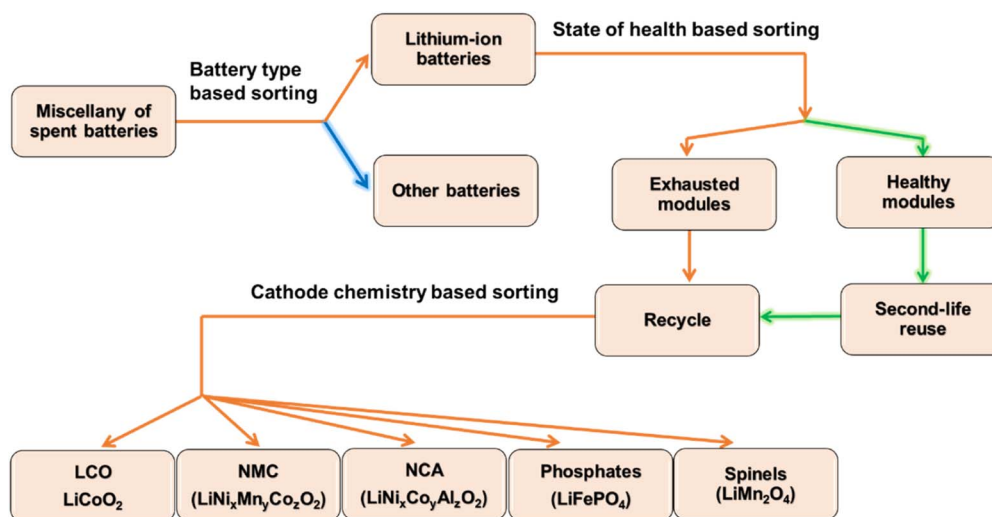 Lithium-ion
batteries
State of health based sorting
Battery type
based sorting
Miscellany of
spent batteries
Other batteries
Exhausted
modules
Healthy
modules
Cathode chemistry based sorting
Recycle
Second-life
reuse
LCO
LiCoO₂
NMC
(LiNiₓMnᵧCo_zO₂)
NCA
(LiNiₓCoᵧAl_zO₂)
Phosphates
(LiFePO₄)
Spinels
(LiMn₂O₄)